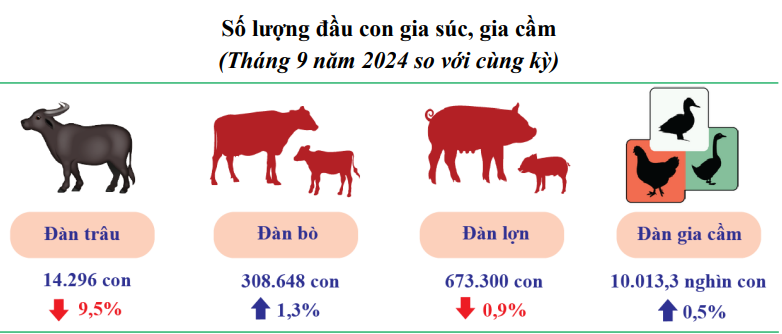 Số lượng đầu con gia súc, gia cầm
(Tháng 9 năm 2024 so với cùng kỳ)
Đàn trâu
Đàn bò
Đàn lợn
Đàn gia cầm
14.296 con
308.648 con
673.300 con
10.013,3 nghìn con
9,5%
1,3%
0,9%
0,5%